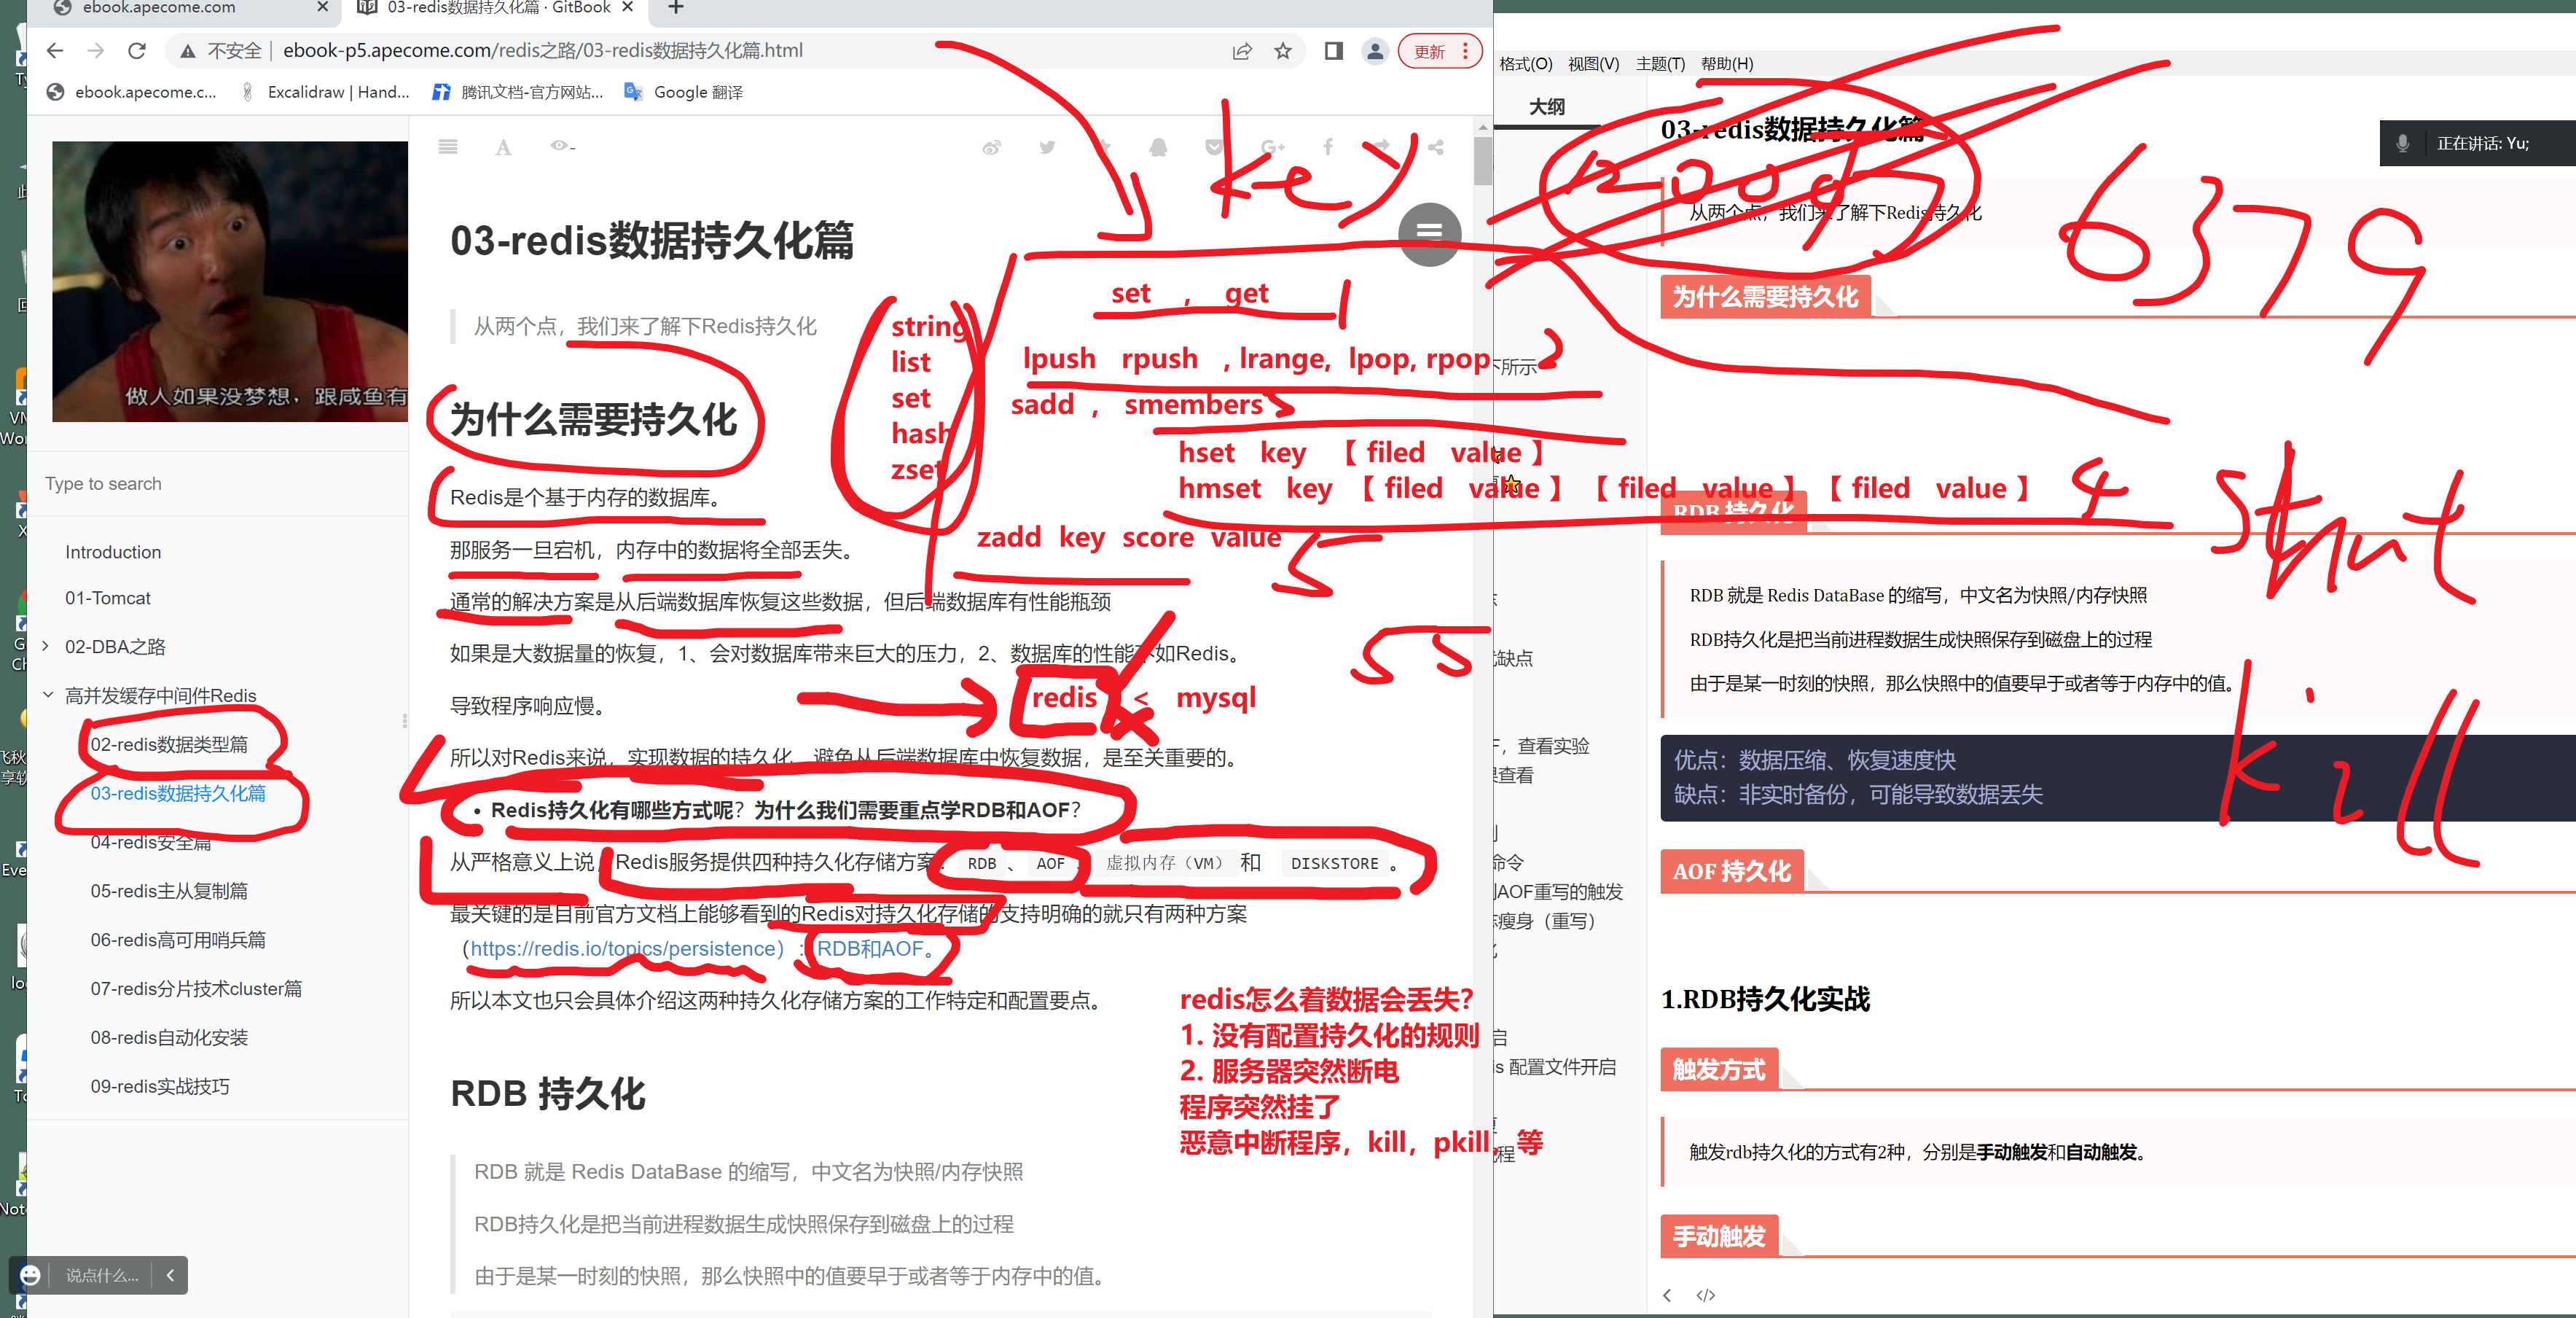 ebook.apecome.com
03-redis数据持久化篇 · GitBook
不安全
ebook-p5.apecome.com/redis之路/03-redis数据持久化篇.html
更新
ebook.apecome.c...
Excalidraw | Hand...
腾讯文档-官方网站...
Google 翻译
做人如果没梦想，跟咸鱼有
Type to search
Introduction
01-Tomcat
02-DBA之路
高并发缓存中间件Redis
02-redis数据类型篇
03-redis数据持久化篇
04-redis安全篇
05-redis主从复制篇
06-redis高可用哨兵篇
07-redis分片技术cluster篇
08-redis自动化安装
09-redis实战技巧
说点什么...
03-redis数据持久化篇
从两个点，我们来了解下Redis持久化
为什么需要持久化
Redis是个基于内存的数据库。
那服务一旦宕机，内存中的数据将全部丢失。
通常的解决方案是从后端数据库恢复这些数据，但后端数据库有性能瓶颈
如果是大数据量的恢复，1、会对数据库带来巨大的压力，2、数据库的性能不如Redis。
导致程序响应慢。
所以对Redis来说，实现数据的持久化，避免从后端数据库中恢复数据，是至关重要的。
• Redis持久化有哪些方式呢？为什么我们需要重点学RDB和AOF？
从严格意义上说，Redis服务提供四种持久化存储方案： RDB 、 AOF 、 虚拟内存（VM） 和 DISKSTORE 。
最关键的是目前官方文档上能够看到的Redis对持久化存储的支持明确的就只有两种方案
（https://redis.io/topics/persistence）：RDB和AOF。
所以本文也只会具体介绍这两种持久化存储方案的工作特定和配置要点。
RDB 持久化
RDB 就是 Redis DataBase 的缩写，中文名为快照/内存快照
RDB持久化是把当前进程数据生成快照保存到磁盘上的过程
由于是某一时刻的快照，那么快照中的值要早于或者等于内存中的值。
key
set , get 1
string
list
set
hash
zset
lpush rpush , lrange, lpop, rpop 2
sadd , smembers 3
hset key 【 filed value 】
hmset key 【 filed value 】 【 filed value 】 【 filed value 】 4
zadd key score value 5
redis < mysql
redis怎么着数据会丢失？
1. 没有配置持久化的规则
2. 服务器突然断电
程序突然挂了
恶意中断程序，kill，pkill，等
格式(O) 视图(V) 主题(T) 帮助(H)
大纲
下所示
缺点
，查看实验
查看
命令
AOF重写的触发
瘦身（重写）
启
is 配置文件开启
程
正在讲话: Yu;
03-redis数据持久化篇
从两个点，我们来了解下Redis持久化
6379
为什么需要持久化
RDB 持久化
shut
RDB 就是 Redis DataBase 的缩写，中文名为快照/内存快照
RDB持久化是把当前进程数据生成快照保存到磁盘上的过程
由于是某一时刻的快照，那么快照中的值要早于或者等于内存中的值。
kill
优点：数据压缩、恢复速度快
缺点：非实时备份，可能导致数据丢失
AOF 持久化
1.RDB持久化实战
触发方式
触发rdb持久化的方式有2种，分别是手动触发和自动触发。
手动触发